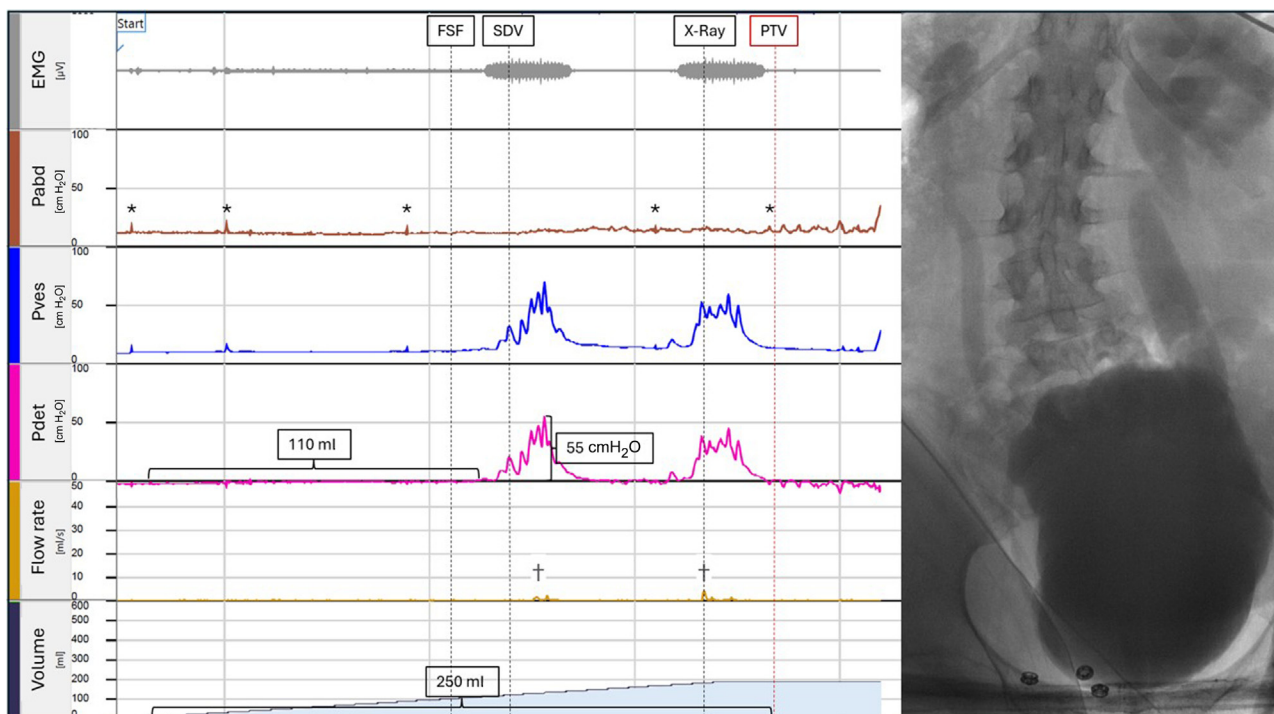 Start
FSF
SDV
X-Ray
PTV
EMG
[µV]
Pabd
[cm H₂O]
100
50
0
*
*
*
*
*
Pves
[cm H₂O]
100
50
0
Pdet
[cm H₂O]
100
50
0
110 ml
55 cmH₂O
Flow rate
[ml/s]
50
40
30
20
10
0
†
†
Volume
[ml]
600
500
400
300
200
100
0
250 ml